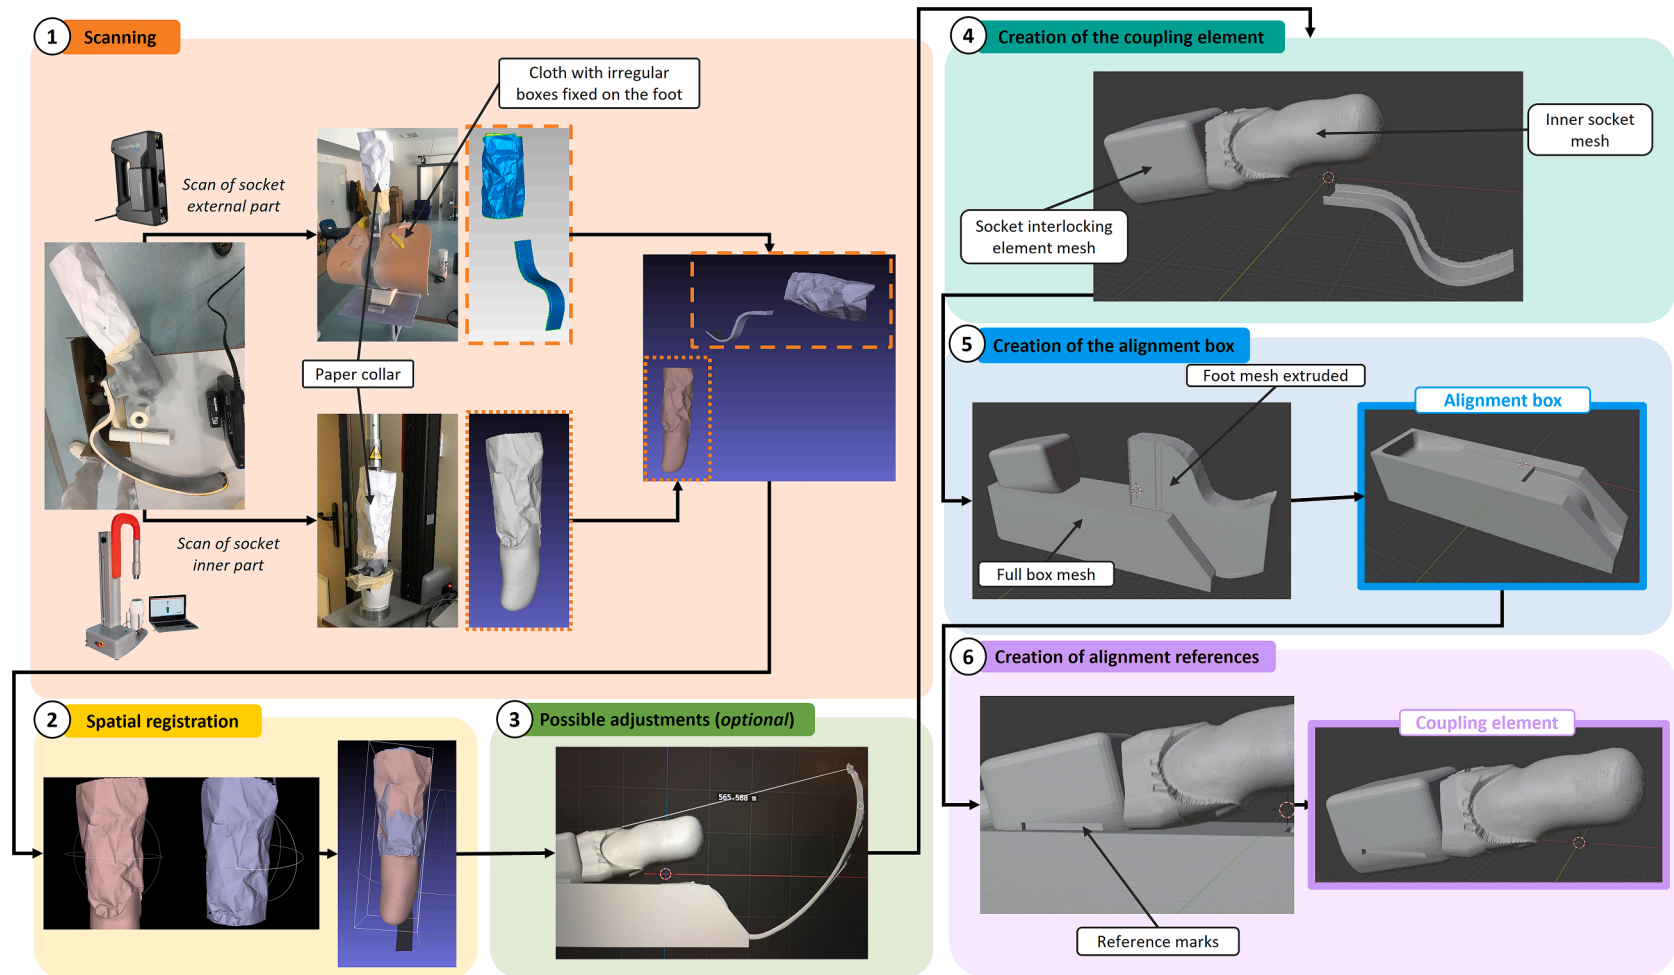 1
Scanning
Cloth with irregular
boxes fixed on the foot
Scan of socket
external part
Paper collar
Scan of socket
inner part
2
Spatial registration
3
Possible adjustments (optional)
565.588 m
4
Creation of the coupling element
Inner socket
mesh
Socket interlocking
element mesh
5
Creation of the alignment box
Foot mesh extruded
Alignment box
Full box mesh
6
Creation of alignment references
Coupling element
Reference marks